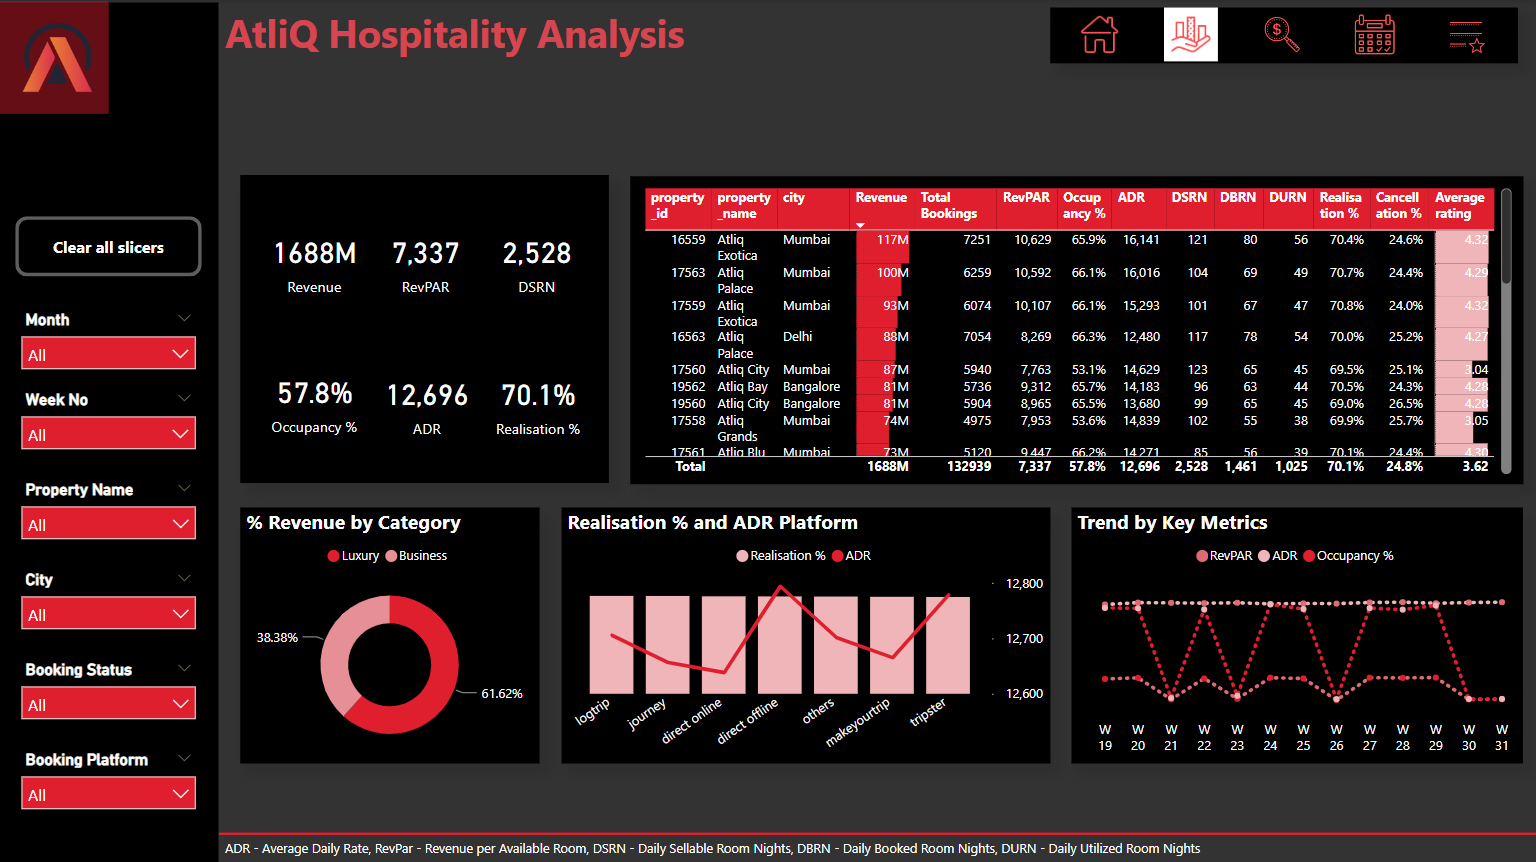 AtliQ Hospitality Analysis
Clear all slicers
Month
All
Week No
All
Property Name
All
City
All
Booking Status
All
Booking Platform
All
1688M 7,337 2,528
Revenue RevPAR DSRN
57.8% 12,696 70.1%
Occupancy % ADR Realisation %
property property city Revenue Total RevPAR Occup ADR DSRN DBRN DURN Realisa Cancell Average
_id _name Bookings ancy % tion % ation % rating
16559 Atliq Mumbai 117M 7251 10,629 65.9% 16,141 121 80 56 70.4% 24.6% 4.32
Exotica
17563 Atliq Mumbai 100M 6259 10,592 66.1% 16,016 104 69 49 70.7% 24.4% 4.29
Palace
17559 Atliq Mumbai 93M 6074 10,107 66.1% 15,293 101 67 47 70.8% 24.0% 4.32
Exotica
16563 Atliq Delhi 88M 7054 8,269 66.3% 12,480 117 78 54 70.0% 25.2% 4.27
Palace
17560 Atliq City Mumbai 87M 5940 7,763 53.1% 14,629 123 65 45 69.5% 25.1% 3.04
19562 Atliq Bay Bangalore 81M 5736 9,312 65.7% 14,183 96 63 44 70.5% 24.3% 4.28
19560 Atliq City Bangalore 81M 5904 8,965 65.5% 13,680 99 65 45 69.0% 26.5% 4.28
17558 Atliq Mumbai 74M 4975 7,953 53.6% 14,839 102 55 38 69.9% 25.7% 3.05
Grands
17561 Atliq Blu Mumbai 73M 5120 9,447 66.2% 14,271 85 56 39 70.1% 24.4% 4.30
Total 1688M 132939 7,337 57.8% 12,696 2,528 1,461 1,025 70.1% 24.8% 3.62
% Revenue by Category
Luxury Business
38.38%
61.62%
Realisation % and ADR Platform
Realisation % ADR
12,800
12,700
12,600
logtrip journey direct online direct offline others makeyourtrip tripster
Trend by Key Metrics
RevPAR ADR Occupancy %
W W W W W W W W W W W W W
19 20 21 22 23 24 25 26 27 28 29 30 31
ADR - Average Daily Rate, RevPar - Revenue per Available Room, DSRN - Daily Sellable Room Nights, DBRN - Daily Booked Room Nights, DURN - Daily Utilized Room Nights